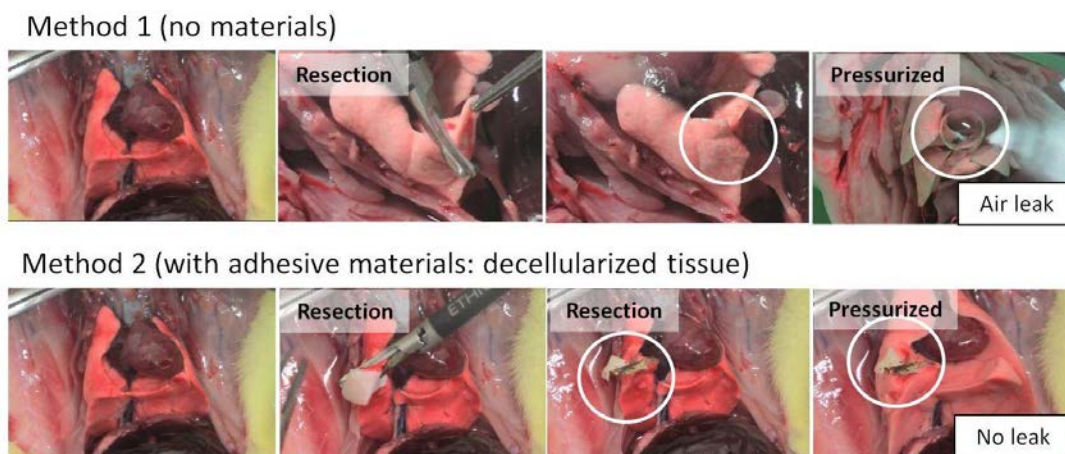 Method 1 (no materials)
Resection
Pressurized
Air leak
Method 2 (with adhesive materials: decellularized tissue)
Resection
Resection
Pressurized
No leak